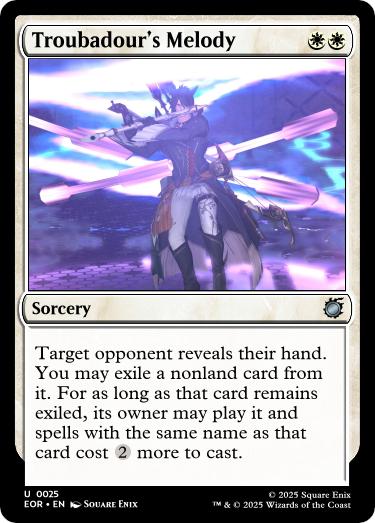 Troubadour's Melody
Sorcery
Target opponent reveals their hand.
You may exile a nonland card from
it. For as long as that card remains
exiled, its owner may play it and
spells with the same name as that
card cost 2 more to cast.
U 0025
EOR • EN SQUARE ENIX
© 2025 Square Enix
™ & © 2025 Wizards of the Coast